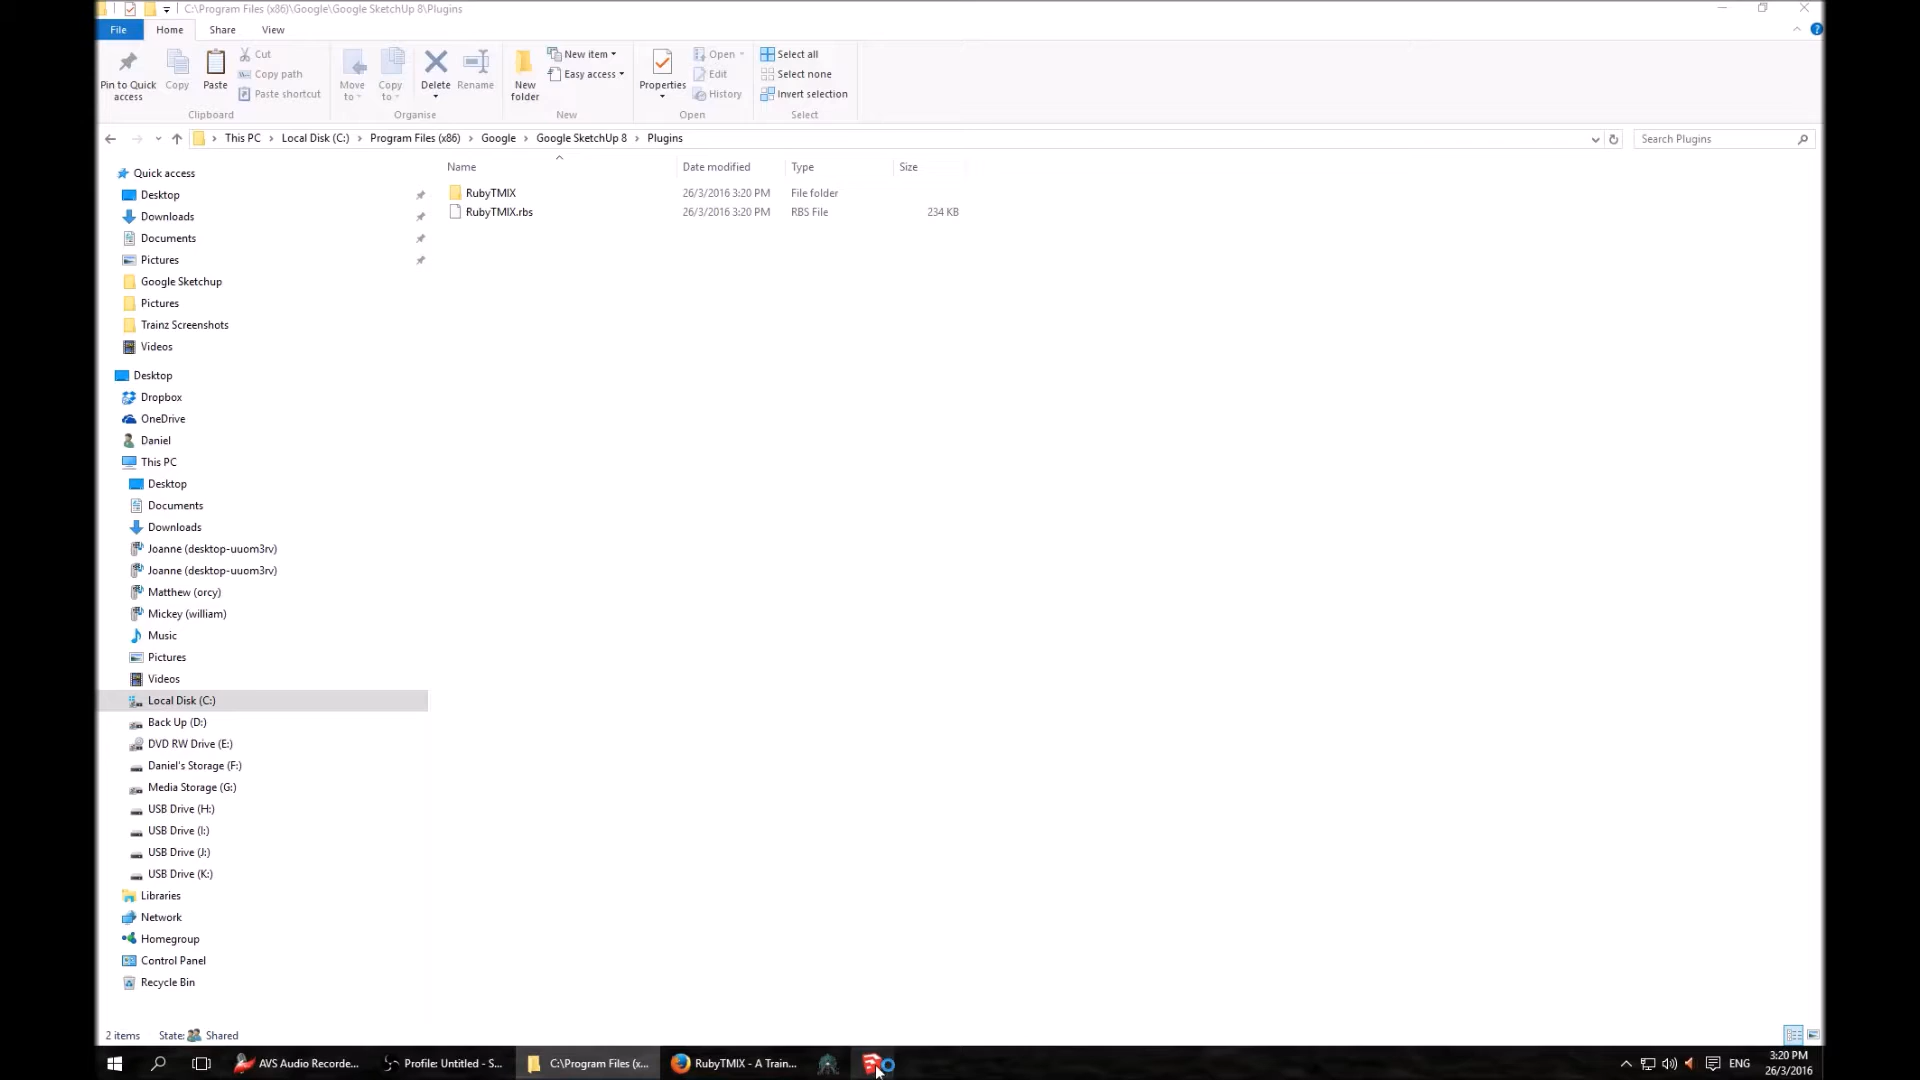 C:\Program Files (x86)\Google\Google SketchUp 8\Plugins
File Home Share View
Pin to Quick access
Copy
Paste
Cut
Copy path
Paste shortcut
Clipboard
Move to
Copy to
Delete
Rename
Organise
New folder
New item
Easy access
New
Properties
Open
Edit
History
Open
Select all
Select none
Invert selection
Select
This PC > Local Disk (C:) > Program Files (x86) > Google > Google SketchUp 8 > Plugins
Search Plugins
Name Date modified Type Size
RubyTMIX 26/3/2016 3:20 PM File folder
RubyTMIX.rbs 26/3/2016 3:20 PM RBS File 234 KB
Quick access
Desktop
Downloads
Documents
Pictures
Google Sketchup
Pictures
Trainz Screenshots
Videos
Desktop
Dropbox
OneDrive
Daniel
This PC
Desktop
Documents
Downloads
Joanne (desktop-uuom3rv)
Joanne (desktop-uuom3rv)
Matthew (orcy)
Mickey (william)
Music
Pictures
Videos
Local Disk (C:)
Back Up (D:)
DVD RW Drive (E:)
Daniel's Storage (F:)
Media Storage (G:)
USB Drive (H:)
USB Drive (I:)
USB Drive (J:)
USB Drive (K:)
Libraries
Network
Homegroup
Control Panel
Recycle Bin
2 items State: Shared
AVS Audio Recorde... Profile: Untitled - S... C:\Program Files (x... RubyTMIX - A Train... ENG 3:20 PM
26/3/2016